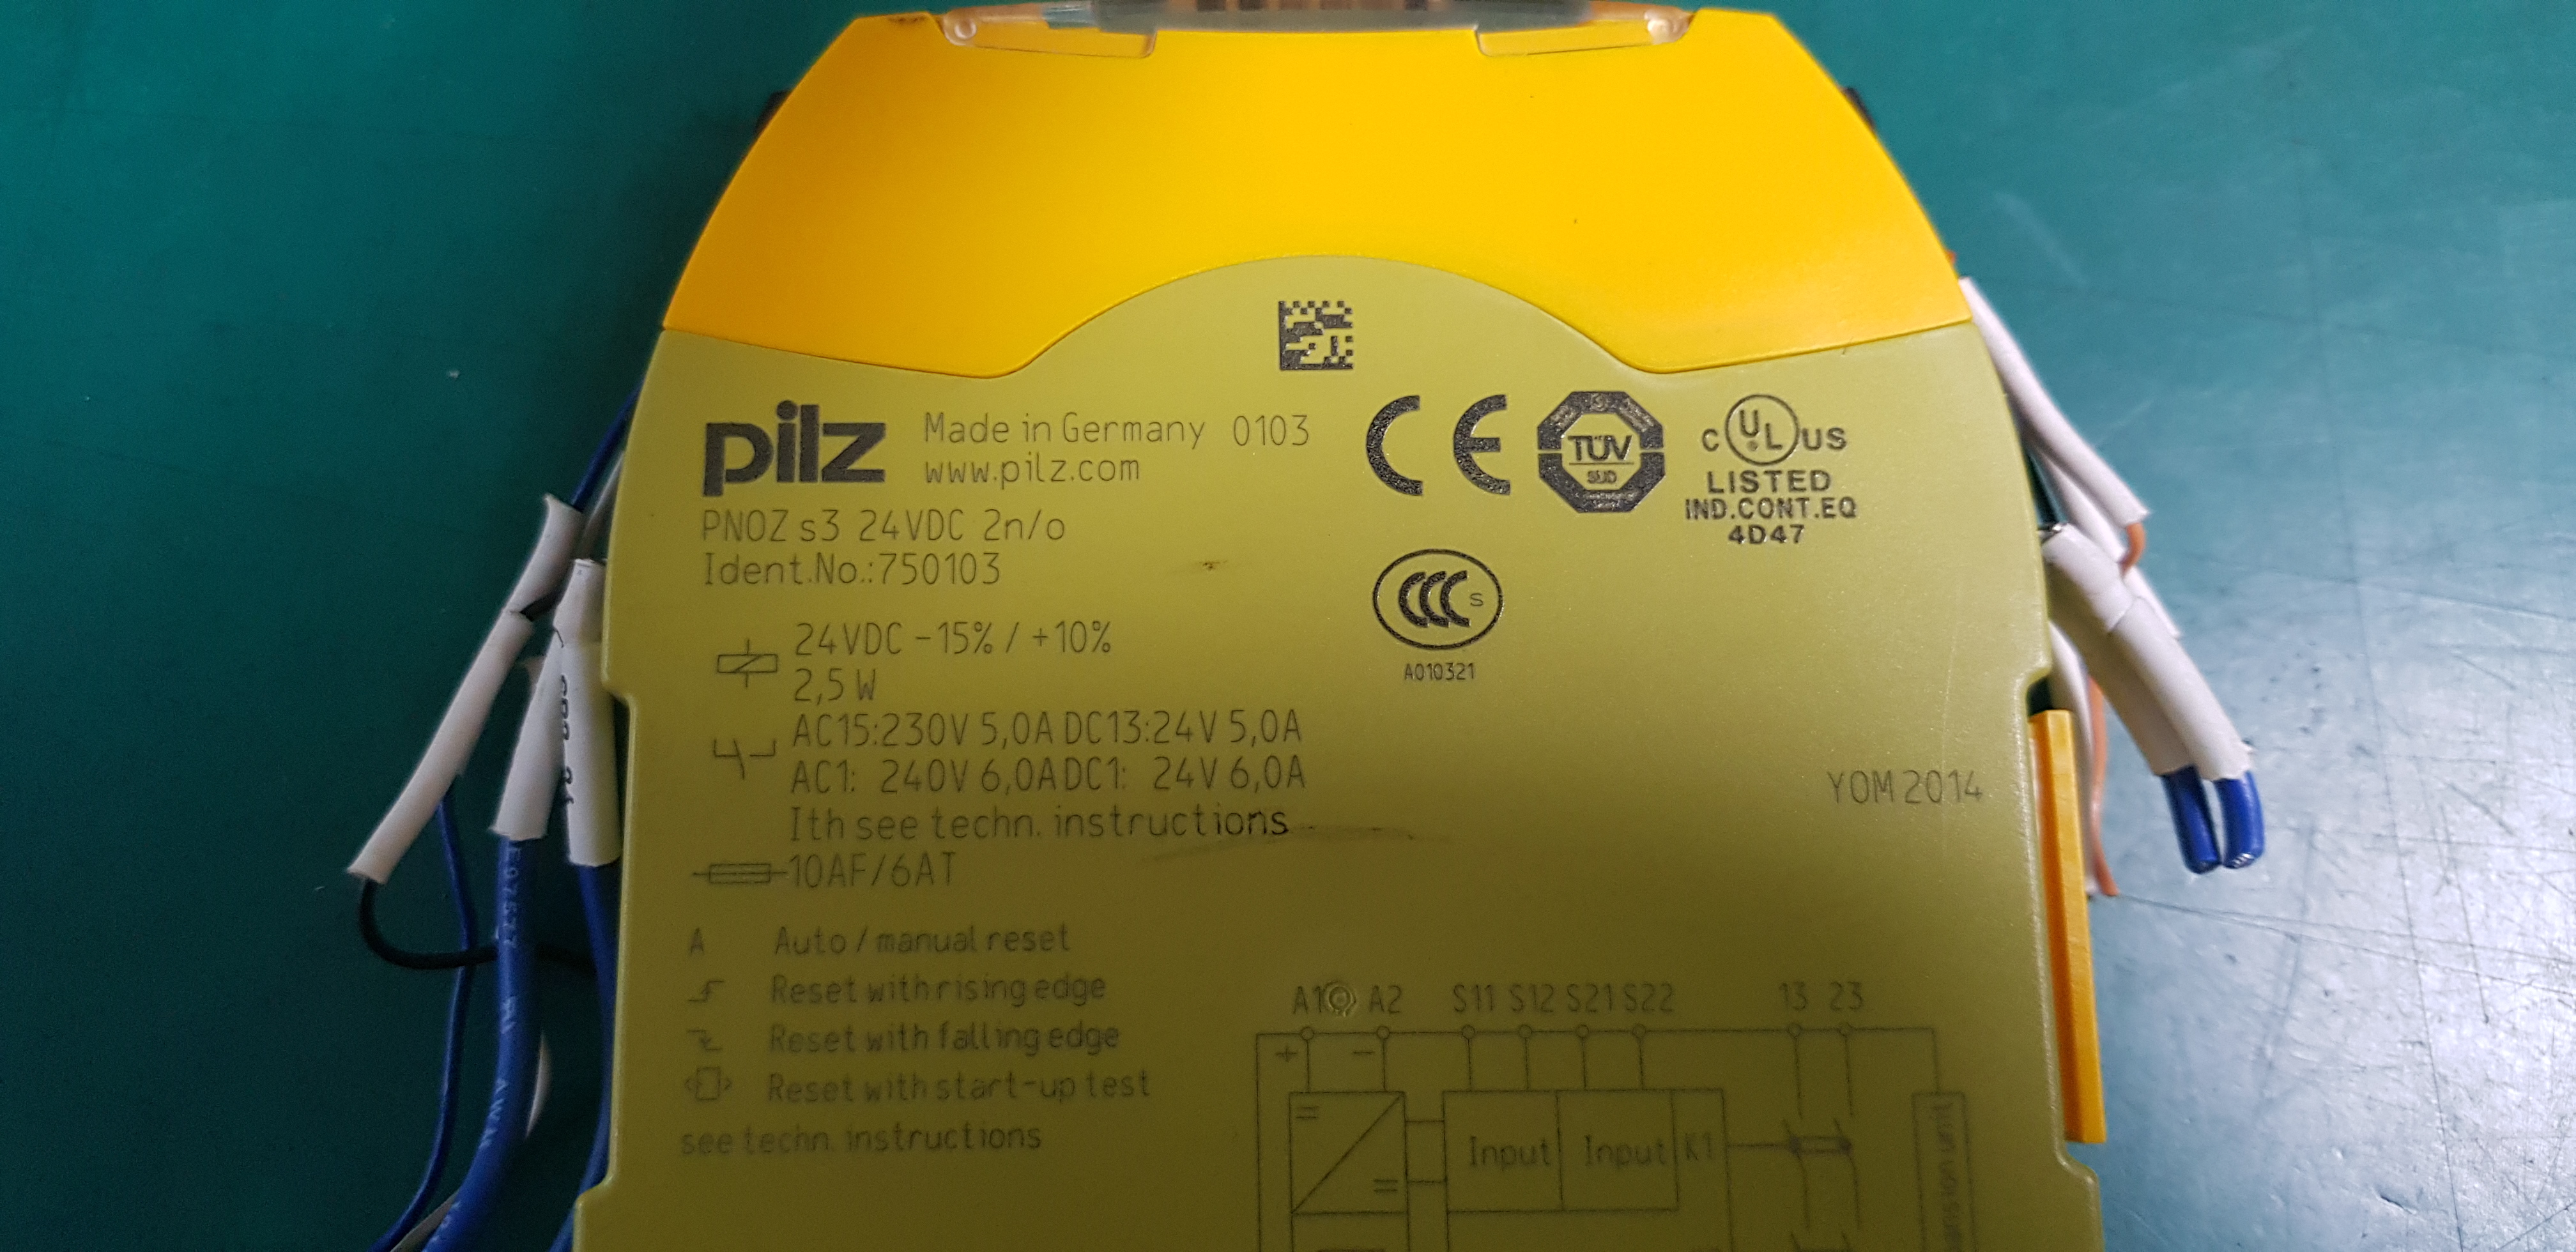 pilz
Made in Germany 0103
www.pilz.com
PNOZ s3 24VDC 2n/o
Ident.No.:750103
24VDC -15% / +10%
2,5 W
AC15:230V 5,0A DC13:24V 5,0A
AC1: 240V 6,0A DC1: 24V 6,0A
Ith see techn. instructions
10AF/6AT
A Auto / manual reset
Reset with rising edge
Reset with falling edge
Reset with start-up test
see techn. instructions
CE
TÜV
SÜD
C UL US
LISTED
IND.CONT.EQ
4D47
CCC S
A010321
YOM 2014
A1 A2 S11 S12 S21 S22 13 23
+ −
Input Input K1
unit
E97577